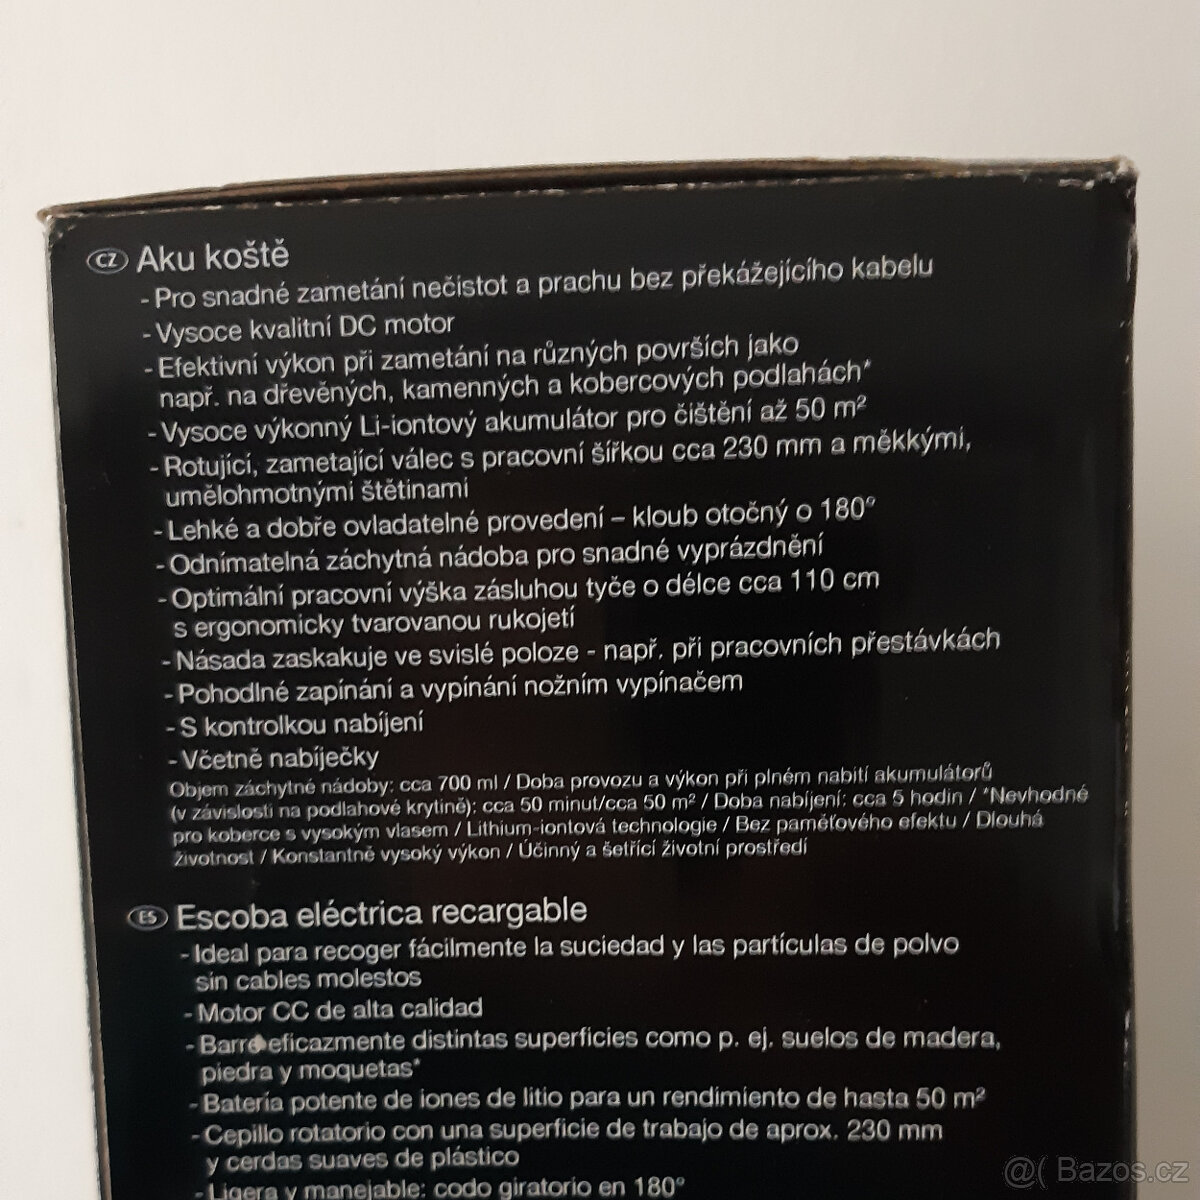 CZ Aku koště
- Pro snadné zametání nečistot a prachu bez překážejícího kabelu
- Vysoce kvalitní DC motor
- Efektivní výkon při zametání na různých površích jako
např. na dřevěných, kamenných a kobercových podlahách*
- Vysoce výkonný Li-iontový akumulátor pro čištění až 50 m²
- Rotující, zametající válec s pracovní šířkou cca 230 mm a měkkými,
umělohmotnými štětinami
- Lehké a dobře ovladatelné provedení – kloub otočný o 180°
- Odnímatelná záchytná nádoba pro snadné vyprázdnění
- Optimální pracovní výška zásluhou tyče o délce cca 110 cm
s ergonomicky tvarovanou rukojetí
- Násada zaskakuje ve svislé poloze - např. při pracovních přestávkách
- Pohodlné zapínání a vypínání nožním vypínačem
- S kontrolkou nabíjení
- Včetně nabíječky
Objem záchytné nádoby: cca 700 ml / Doba provozu a výkon při plném nabití akumulátorů
(v závislosti na podlahové krytině): cca 50 minut/cca 50 m² / Doba nabíjení: cca 5 hodin / *Nevhodné
pro koberce s vysokým vlasem / Lithium-iontová technologie / Bez paměťového efektu / Dlouhá
životnost / Konstantně vysoký výkon / Účinný a šetřící životní prostředí
ES Escoba eléctrica recargable
- Ideal para recoger fácilmente la suciedad y las partículas de polvo
sin cables molestos
- Motor CC de alta calidad
- Barre eficazmente distintas superficies como p. ej. suelos de madera,
piedra y moquetas*
- Batería potente de iones de litio para un rendimiento de hasta 50 m²
- Cepillo rotatorio con una superficie de trabajo de aprox. 230 mm
y cerdas suaves de plástico
- Ligera y manejable: codo giratorio en 180°
@( Bazos.cz